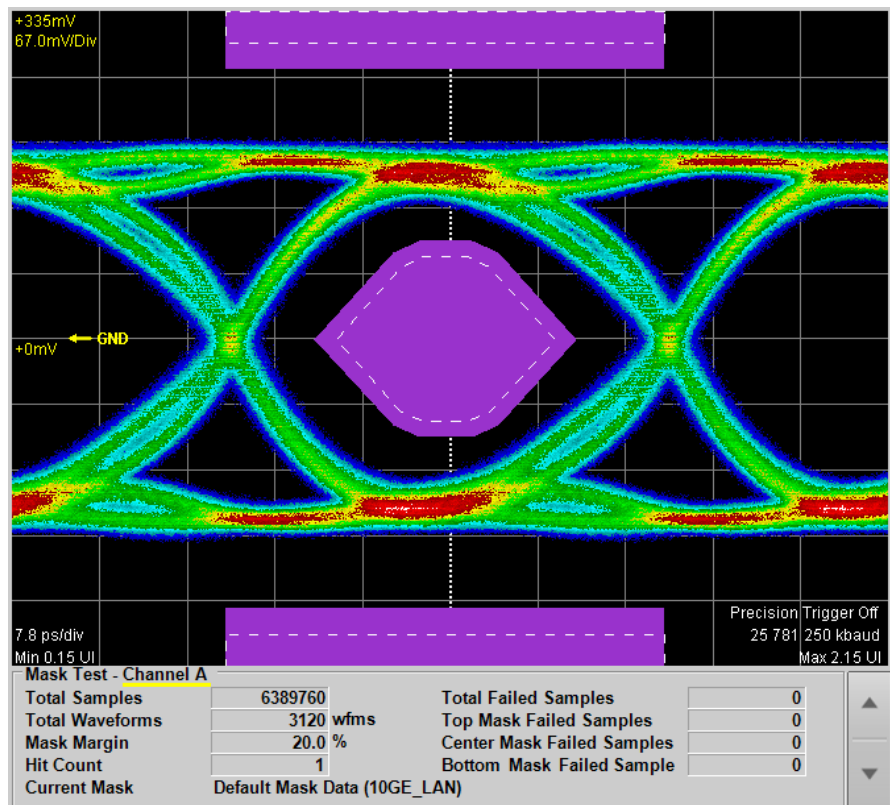 +335mV
67.0mV/Div
GND
+0mV
Precision Trigger Off
7.8 ps/div 25 781 250 kbaud
Min 0.15 UI Max 2.15 UI
Mask Test - Channel A
Total Samples 6389760 Total Failed Samples 0
Total Waveforms 3120 wfms Top Mask Failed Samples 0
Mask Margin 20.0 % Center Mask Failed Samples 0
Hit Count 1 Bottom Mask Failed Sample 0
Current Mask Default Mask Data (10GE_LAN)